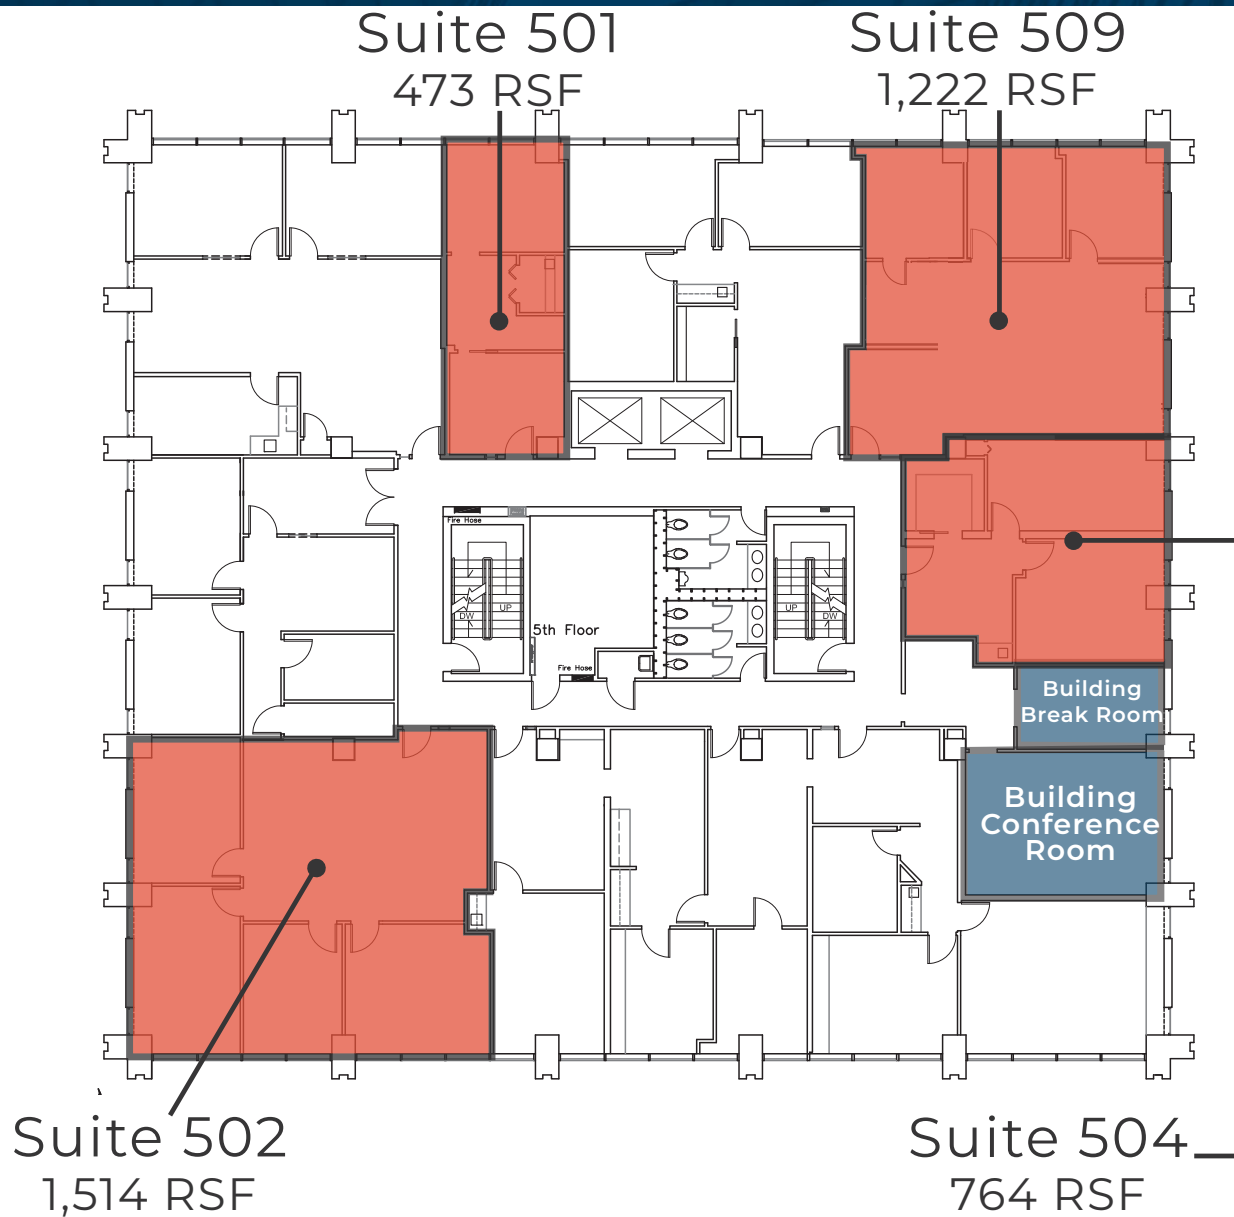 Suite 501
473 RSF
Suite 509
1,222 RSF
Fire Hose
UP
DW
5th Floor
Fire Hose
UP
DW
Building
Break Room
Building
Conference
Room
Suite 502
1,514 RSF
Suite 504
764 RSF